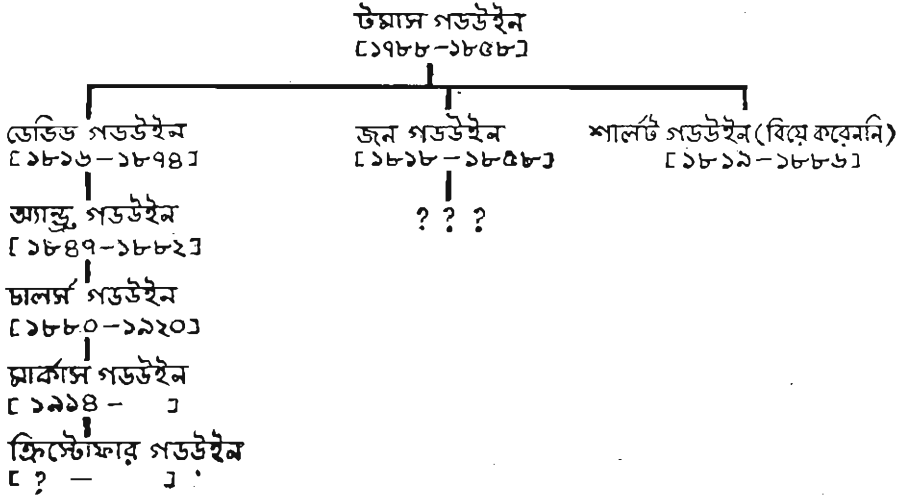 টমাস গডউইন
[১৭৮৮-১৮৫৮]
ডেভিড গডউইন
[১৮১৬-১৮৭৪]
জন গডউইন
[১৮১৮-১৮৫৮]
শার্লট গডউইন (বিয়ে করেননি)
[১৮১৯-১৮৮৬]
অ্যান্ড্রু গডউইন
[১৮৪৭-১৮৮২]
? ? ?
চার্লস গডউইন
[১৮৮০-১৯২০]
মার্কাস গডউইন
[১৯১৪- ]
ক্রিস্টোফার গডউইন
[? - ]